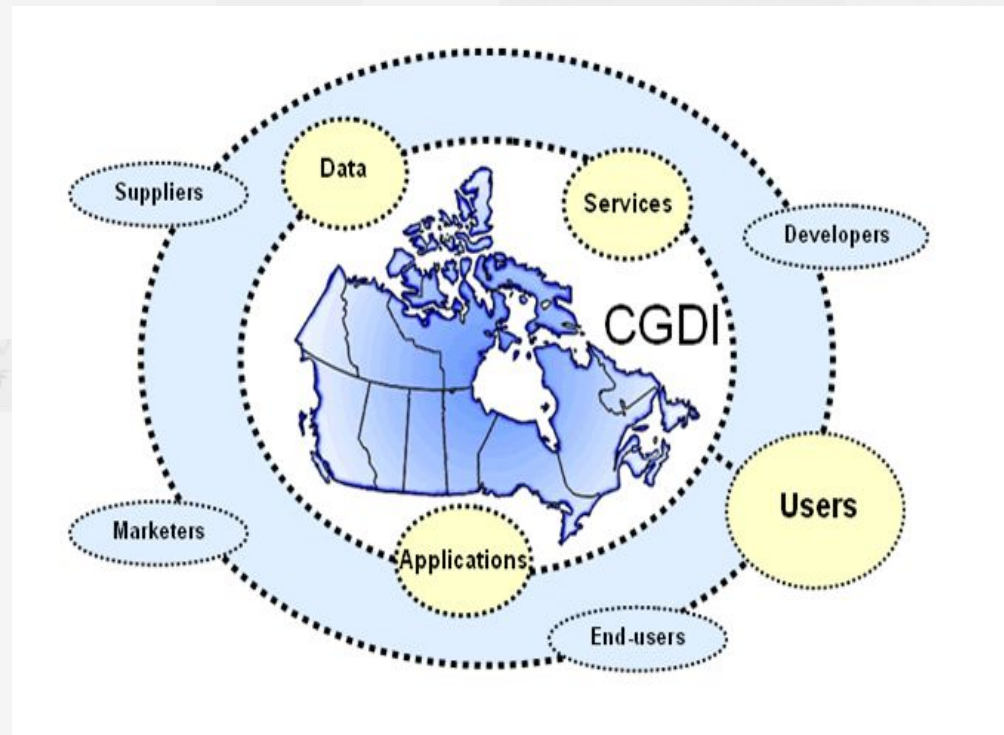 Data
Suppliers
Services
Developers
CGDI
Users
Marketers
Applications
End-users